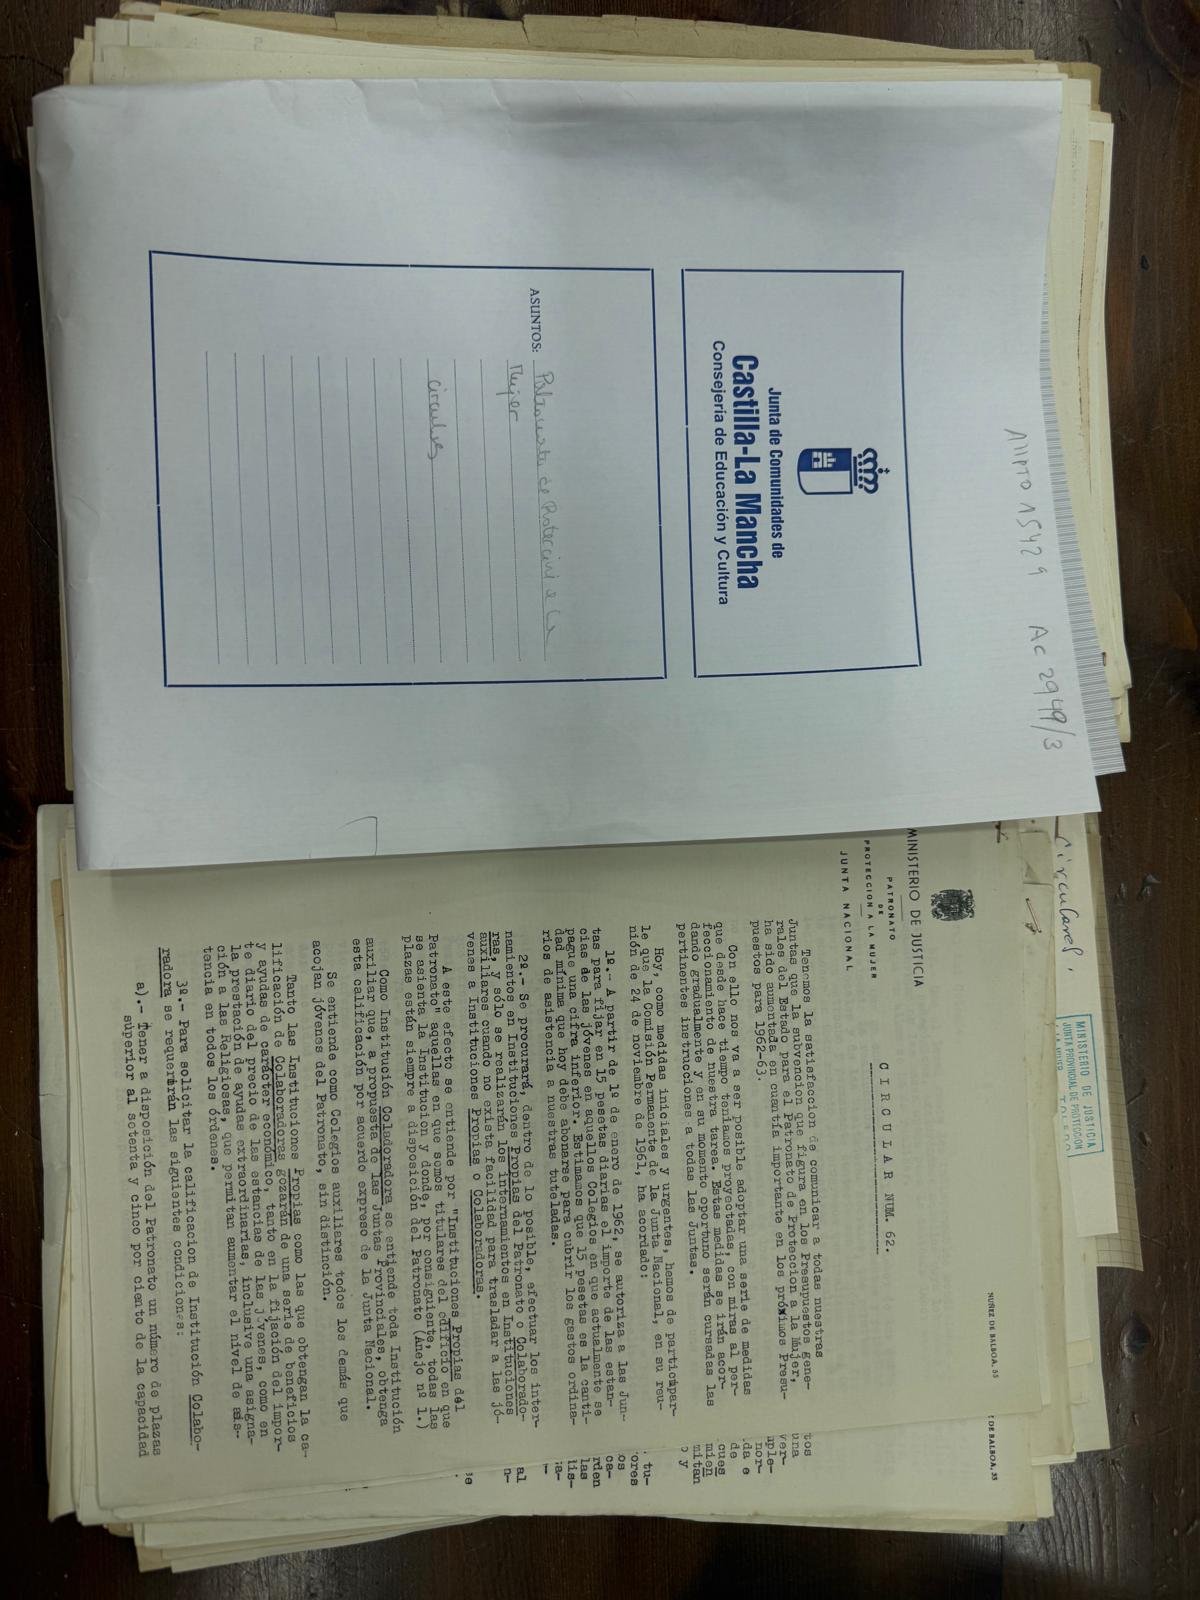 A11PTO 15429 AC 2949/3
Junta de Comunidades de
Castilla-La Mancha
Consejería de Educación y Cultura
ASUNTOS: Patronato de Protección a la
Mujer
Circulares
Circulares.
MINISTERIO DE JUSTICIA
JUNTA PROVINCIAL DE PROTECCION
A LA MUJER
TOLEDO
MINISTERIO DE JUSTICIA
PATRONATO
DE
PROTECCION A LA MUJER
JUNTA NACIONAL
NUÑEZ DE BALBOA, 33
E DE BALBOA, 33
CIRCULAR NUM. 62.
Tenemos la satisfacción de comunicar a todas nuestras
Juntas que la subvención que figura en los Presupuestos gene-
rales del Estado para el Patronato de Protección a la Mujer,
ha sido aumentada en cuantía importante en los próximos Presu-
puestos para 1962-63.
Con ello nos va a ser posible adoptar una serie de medidas
que desde hace tiempo teníamos proyectadas, con miras al per-
feccionamiento de nuestra tarea. Estas medidas se irán acor-
dando gradualmente y en su momento oportuno serán cursadas las
pertinentes instrucciones a todas las Juntas.
Hoy, como medidas iniciales y urgentes, hemos de participar-
le que la Comisión Permanente de la Junta Nacional, en su reu-
nión de 24 de noviembre de 1961, ha acordado:
1º.- A partir de 1º de enero de 1962, se autoriza a las Jun-
tas para fijar en 15 pesetas diarias el importe de las estan-
cias de las jóvenes en aquellos Colegios en que actualmente se
pague una cifra inferior. Estimamos que 15 pesetas es la canti-
dad mínima que hoy debe abonarse para cubrir los gastos ordina-
rios de asistencia a nuestras tuteladas.
2º.- Se procurará, dentro de lo posible, efectuar los inter-
namientos en Instituciones Propias del Patronato o Colaborado-
ras, y sólo se realizarán los internamientos en Instituciones
auxiliares cuando no exista facilidad para trasladar a las jó-
venes a Instituciones Propias o Colaboradoras.
A este efecto se entiende por "Instituciones Propias del
Patronato" aquellas en que somos titulares del edificio en que
se asienta la Institución y donde, por consiguiente, todas las
plazas están siempre a disposición del Patronato (Anejo nº 1.)
Como Institución Coladoradora se entiende toda Institución
auxiliar que, a propuesta de las Juntas Provinciales, obtenga
esta calificación por acuerdo expreso de la Junta Nacional.
Se entiende como Colegios auxiliares todos los demás que
acojan jóvenes del Patronato, sin distinción.
Tanto las Instituciones Propias como las que obtengan la ca-
lificación de Colaboradoras gozarán de una serie de beneficios
y ayudas de carácter económico, tanto en la fijación del impor-
te diario del precio de las estancias de las jóvenes, como en
la prestación de ayudas extraordinarias, inclusive una asigna-
ción a las Religiosas, que permitan aumentar el nivel de asis-
tencia en todos los órdenes.
3º.- Para solicitar la calificacion de Institución Colabo-
radora se requerirán las siguientes condiciones:
a).- Tener a disposición del Patronato un número de plazas
superior al setenta y cinco por ciento de la capacidad